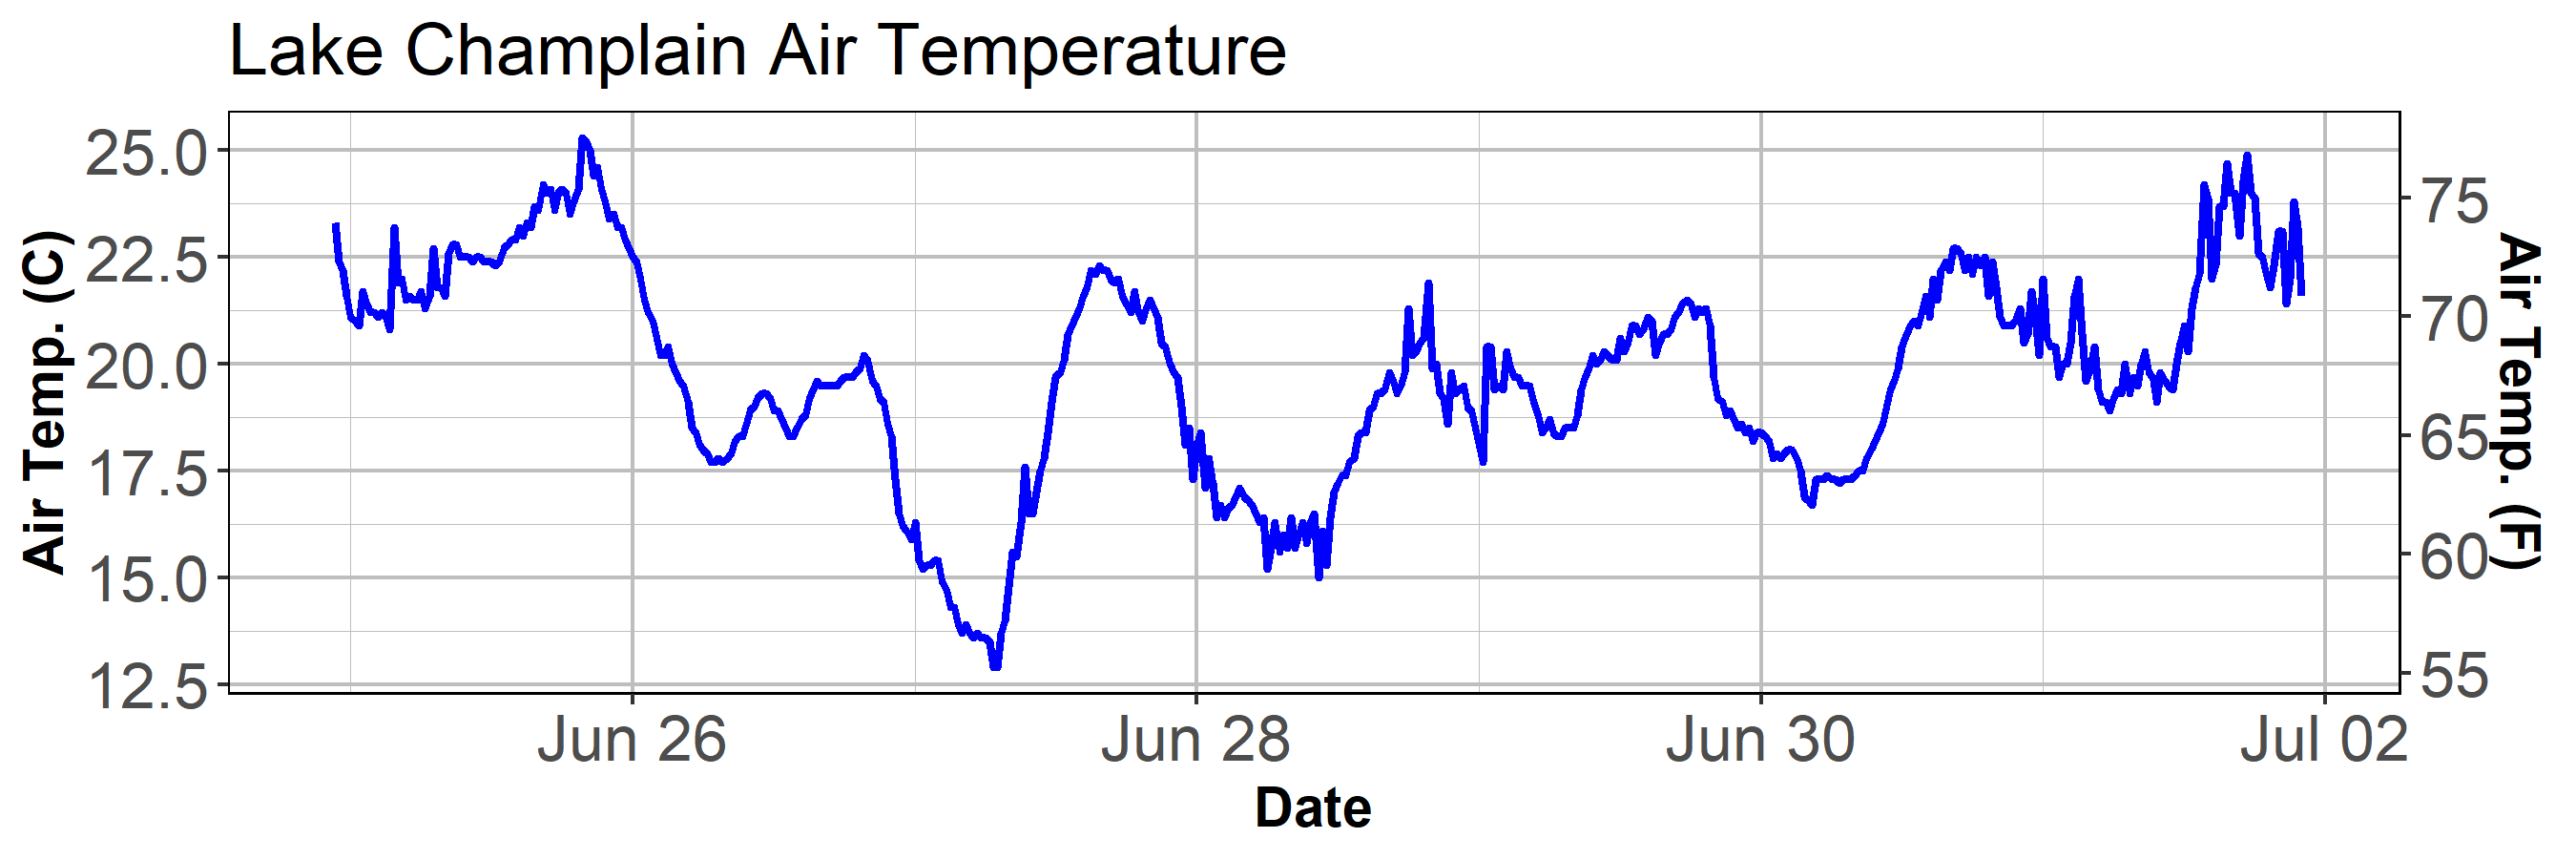 Lake Champlain Air Temperature
Air Temp. (C)
25.0
22.5
20.0
17.5
15.0
12.5
75
70
65
60
55
Air Temp. (F)
Jun 26
Jun 28
Jun 30
Jul 02
Date